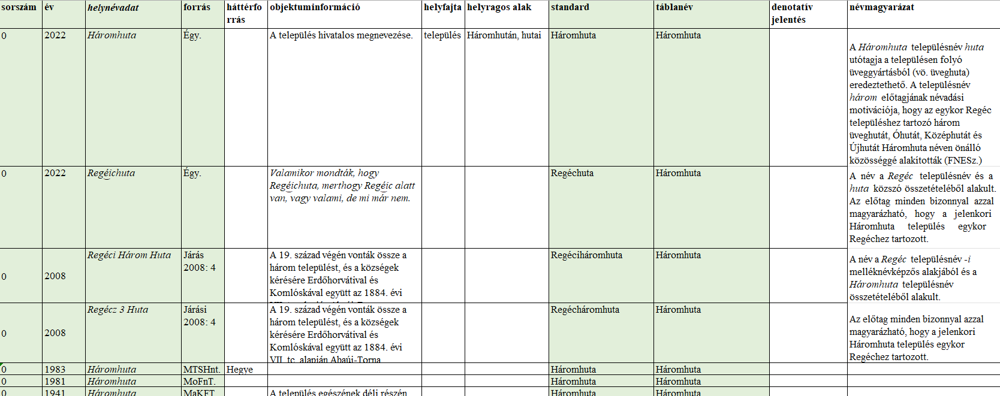 sorszám év helynévadat forrás háttérfo objektuminformáció helyfajta helyragos alak standard táblanév denotatív névmagyarázat
rrás jelentés
0 2022 Háromhuta Égy. A település hivatalos megnevezése. település Háromhután, hutai Háromhuta Háromhuta
A Háromhuta településnév huta
utótagja a településen folyó
üveggyártásból (vö. üveghuta)
eredeztethető. A településnév
három előtagjának névadási
motivációja, hogy az egykor Regéc
településhez tartozó három
üveghutát, Óhutát, Középhutát és
Újhutát Háromhuta néven önálló
közösséggé alakították (FNESz.)
0 2022 Regé̮ichuta Égy. Valamikor mondták, hogy
Regé̮ichuta, merthogy Regé̮ic alatt
van, vagy valami, de mi már nem.
Regéchuta Háromhuta
A név a Regéc településnév és a
huta közszó összetételéből alakult.
Az előtag minden bizonnyal azzal
magyarázható, hogy a jelenkori
Háromhuta település egykor
Regéchez tartozott.
0 2008 Regéci Három Huta Járás
2008: 4
A 19. század végén vonták össze a
három települést, és a községek
kérésére Erdőhorvátival és
Komlóskával együtt az 1884. évi
Regéciháromhuta Háromhuta
A név a Regéc településnév -i
melléknévképzős alakjából és a
Háromhuta településnév
összetételéből alakult.
0 2008 Regécz 3 Huta Járási
2008: 4
A 19. század végén vonták össze a
három települést, és a községek
kérésére Erdőhorvátival és
Komlóskával együtt az 1884. évi
VII. tc. alapján Abaúj-Torna
Regécháromhuta Háromhuta
Az előtag minden bizonnyal azzal
magyarázható, hogy a jelenkori
Háromhuta település egykor
Regéchez tartozott.
0 1983 Háromhuta MTSHnt. Hegye Háromhuta Háromhuta
0 1981 Háromhuta MoFnT. Háromhuta Háromhuta
0 1941 Háromhuta MaKFT. A település egészének déli részén Háromhuta Háromhuta